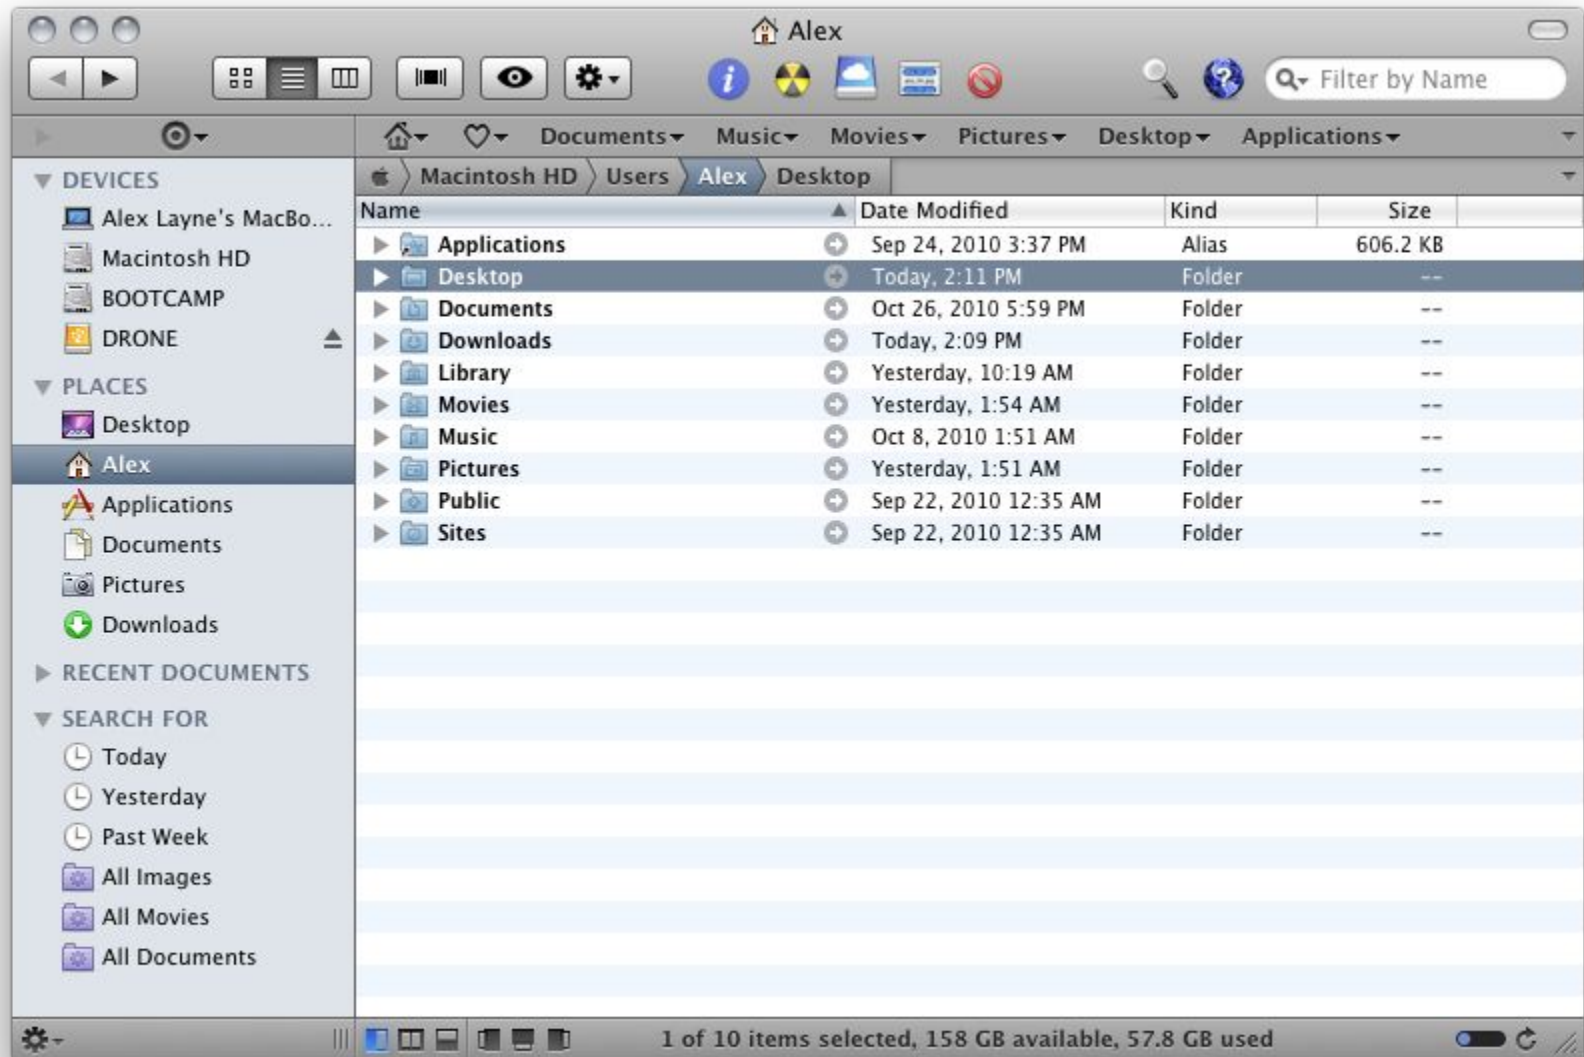 Alex
Filter by Name
Documents Music Movies Pictures Desktop Applications
Macintosh HD Users Alex Desktop
DEVICES
Alex Layne's MacBo...
Macintosh HD
BOOTCAMP
DRONE
PLACES
Desktop
Alex
Applications
Documents
Pictures
Downloads
RECENT DOCUMENTS
SEARCH FOR
Today
Yesterday
Past Week
All Images
All Movies
All Documents
Name Date Modified Kind Size
Applications Sep 24, 2010 3:37 PM Alias 606.2 KB
Desktop Today, 2:11 PM Folder --
Documents Oct 26, 2010 5:59 PM Folder --
Downloads Today, 2:09 PM Folder --
Library Yesterday, 10:19 AM Folder --
Movies Yesterday, 1:54 AM Folder --
Music Oct 8, 2010 1:51 AM Folder --
Pictures Yesterday, 1:51 AM Folder --
Public Sep 22, 2010 12:35 AM Folder --
Sites Sep 22, 2010 12:35 AM Folder --
1 of 10 items selected, 158 GB available, 57.8 GB used